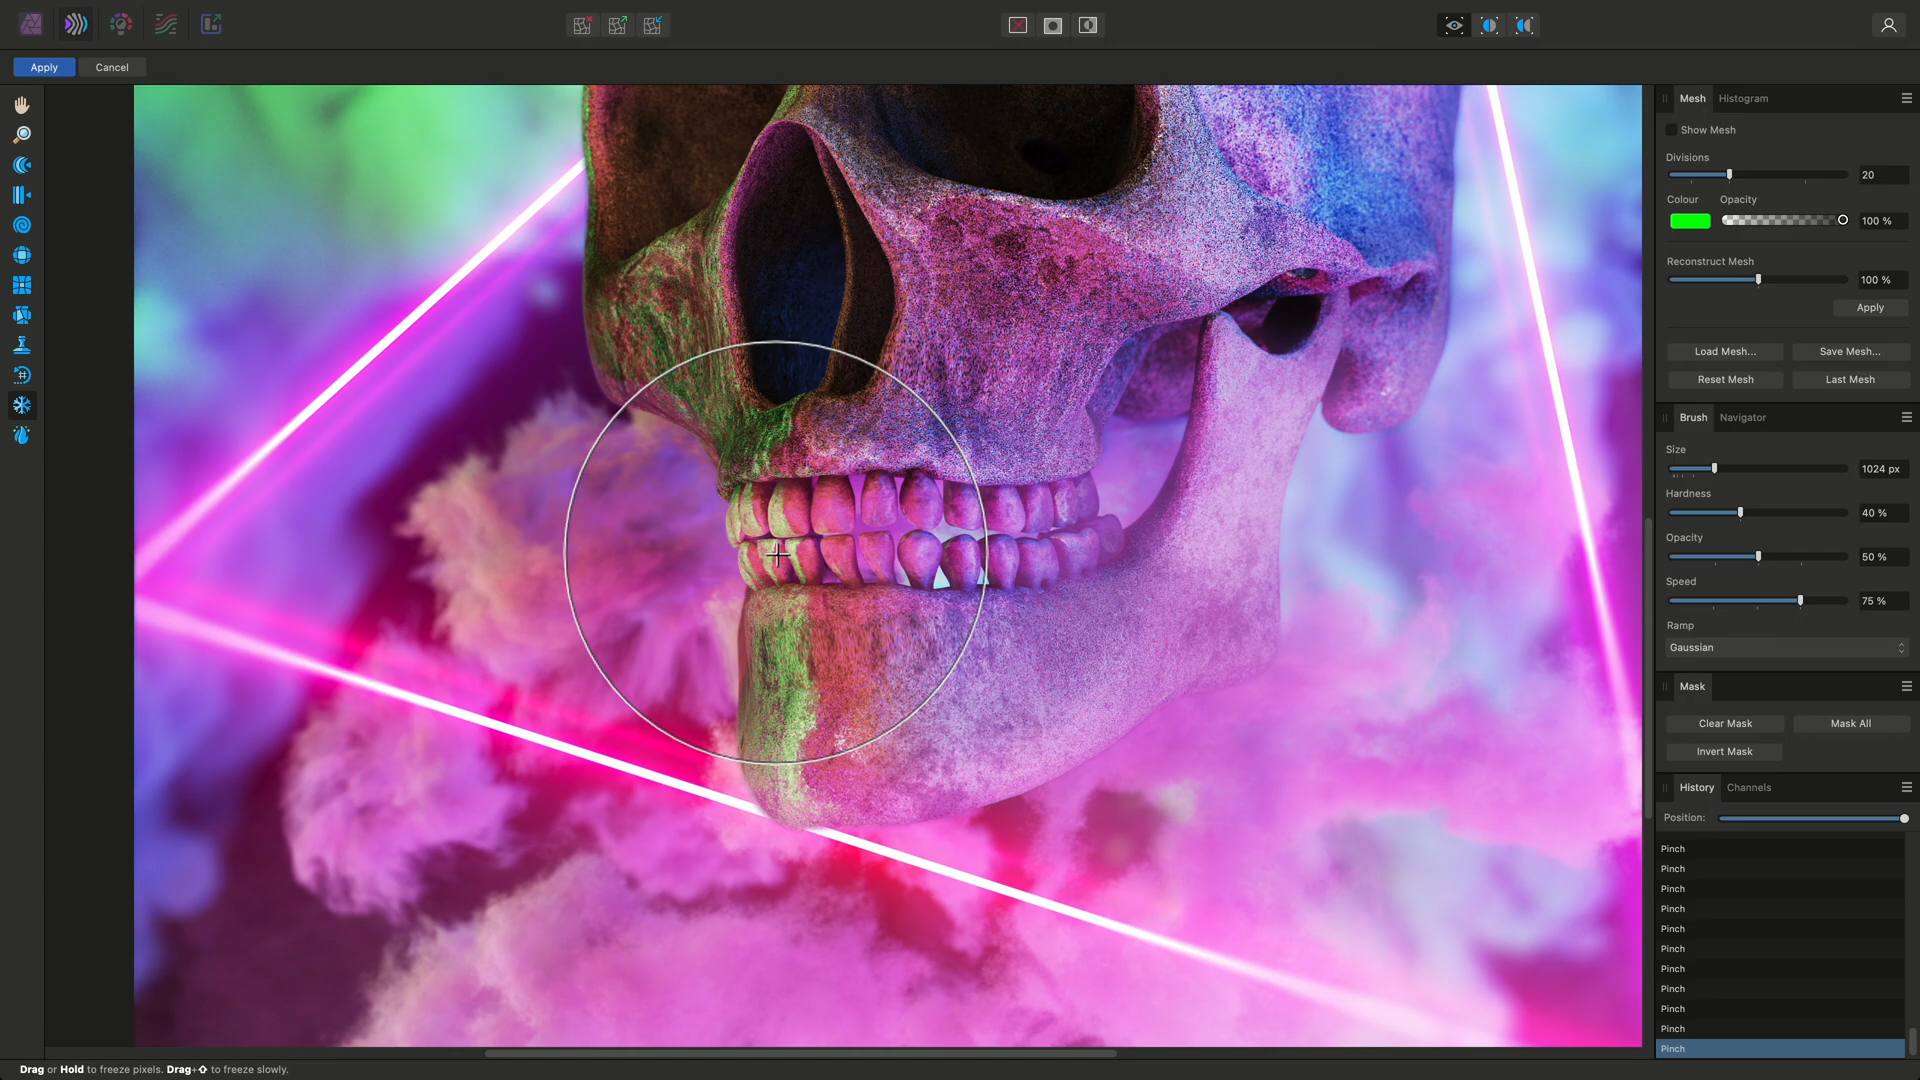 Apply Cancel
Mesh Histogram
Show Mesh
Divisions
20
Colour Opacity
100 %
Reconstruct Mesh
100 %
Apply
Load Mesh... Save Mesh...
Reset Mesh Last Mesh
Brush Navigator
Size
1024 px
Hardness
40 %
Opacity
50 %
Speed
75 %
Ramp
Gaussian
Mask
Clear Mask Mask All
Invert Mask
History Channels
Position:
Pinch
Pinch
Pinch
Pinch
Pinch
Pinch
Pinch
Pinch
Pinch
Pinch
Pinch
Drag or Hold to freeze pixels. Drag+⇧ to freeze slowly.